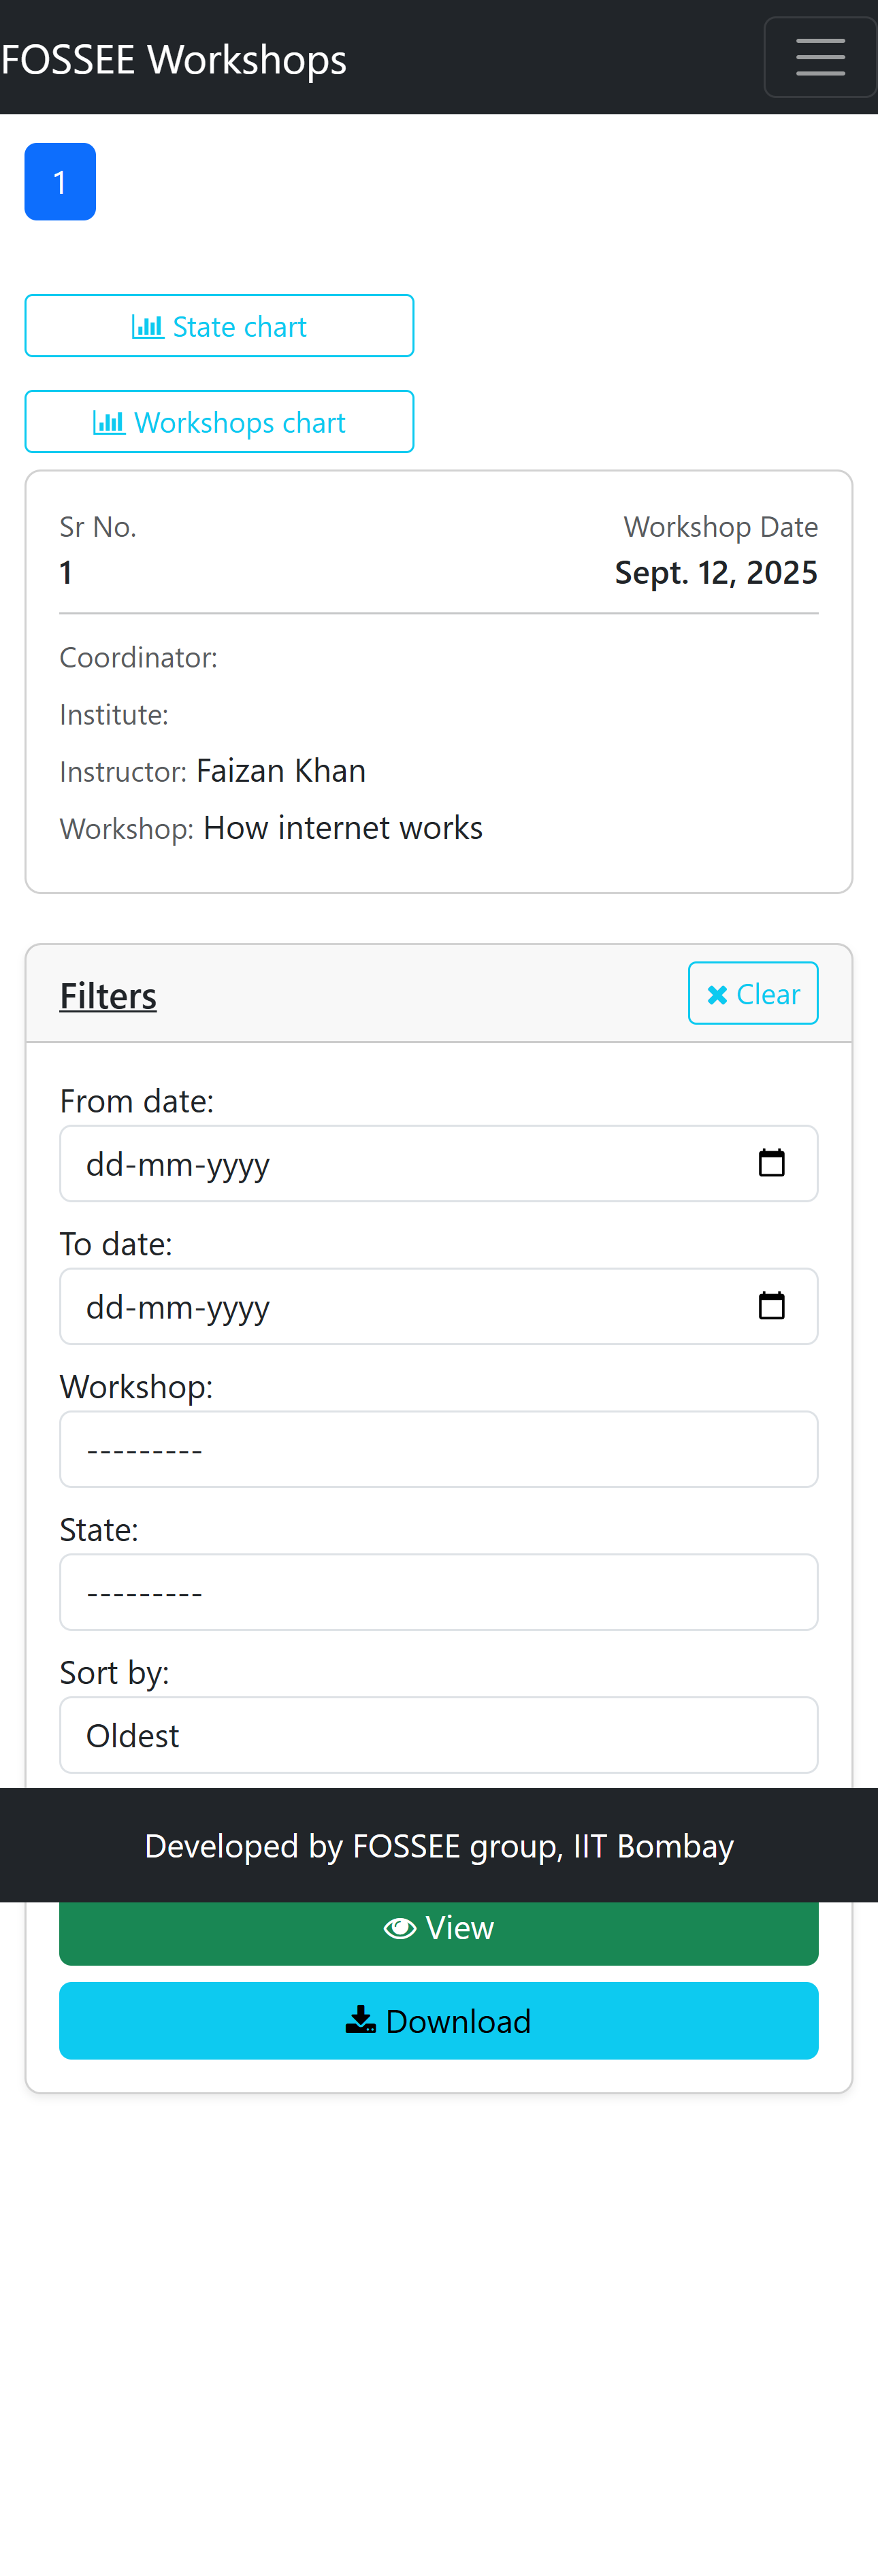 FOSSEE Workshops
1
State chart
Workshops chart
Sr No.
Workshop Date
1
Sept. 12, 2025
Coordinator:
Institute:
Instructor: Faizan Khan
Workshop: How internet works
Filters
Clear
From date:
dd-mm-yyyy
To date:
dd-mm-yyyy
Workshop:
---------
State:
---------
Sort by:
Oldest
Developed by FOSSEE group, IIT Bombay
View
Download